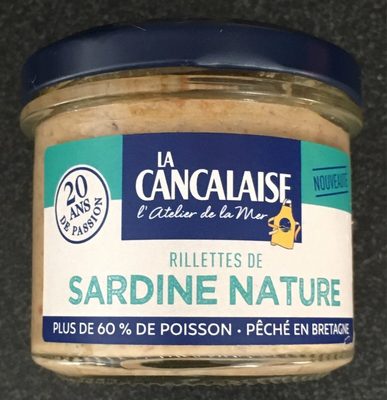 LA
CANCALAISE
l'Atelier de la Mer
20
ANS
DE PASSION
NOUVEAUTÉ
RILLETTES DE
SARDINE NATURE
PLUS DE 60 % DE POISSON • PÊCHÉ EN BRETAGNE